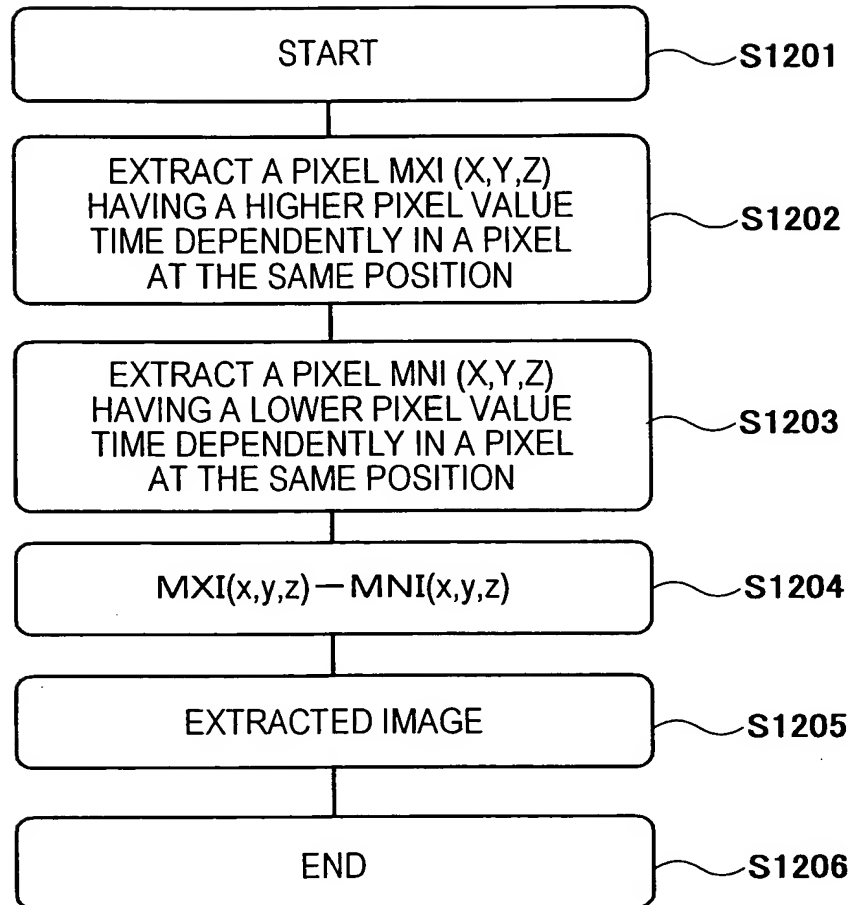 START
S1201
EXTRACT A PIXEL MXI (X,Y,Z)
HAVING A HIGHER PIXEL VALUE
TIME DEPENDENTLY IN A PIXEL
AT THE SAME POSITION
S1202
EXTRACT A PIXEL MNI (X,Y,Z)
HAVING A LOWER PIXEL VALUE
TIME DEPENDENTLY IN A PIXEL
AT THE SAME POSITION
S1203
MXI(x,y,z)−MNI(x,y,z)
S1204
EXTRACTED IMAGE
S1205
END
S1206